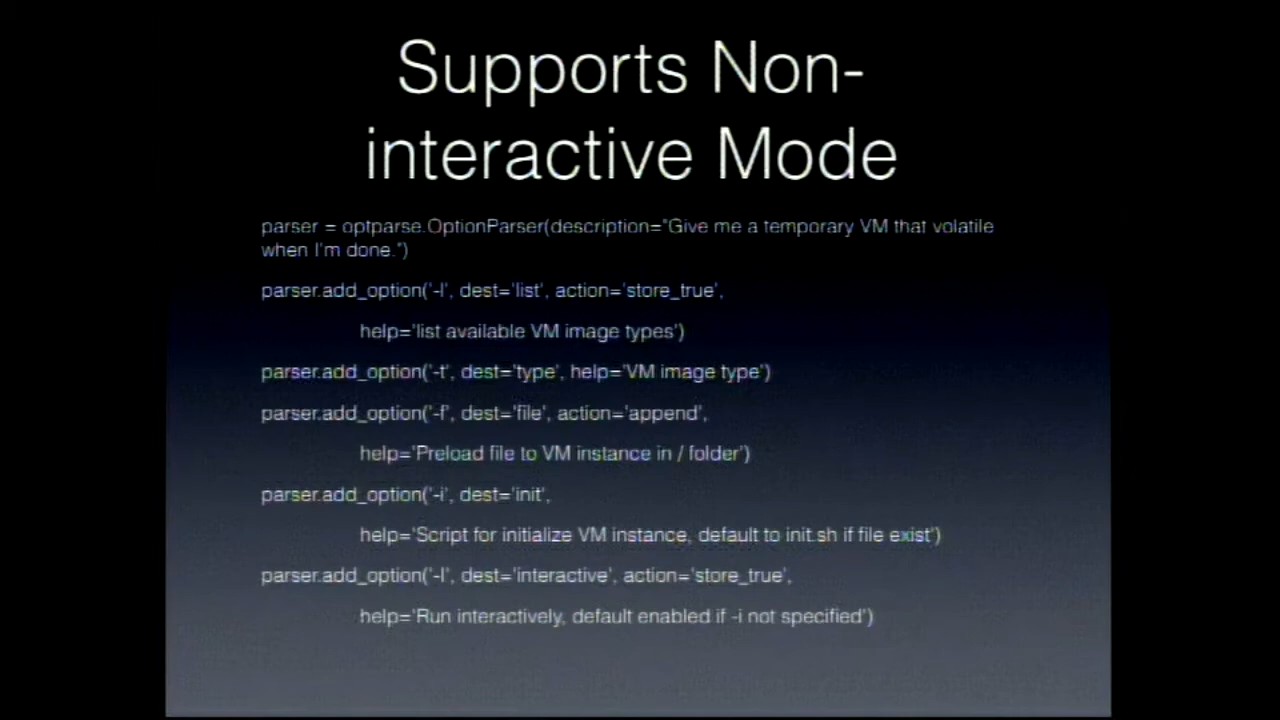 Supports Non-
interactive Mode
parser = optparse.OptionParser(description="Give me a temporary VM that volatile
when I'm done.")
parser.add_option('-l', dest='list', action='store_true',
help='list available VM image types')
parser.add_option('-t', dest='type', help='VM image type')
parser.add_option('-f', dest='file', action='append',
help='Preload file to VM instance in / folder')
parser.add_option('-i', dest='init',
help='Script for initialize VM instance, default to init.sh if file exist')
parser.add_option('-I', dest='interactive', action='store_true',
help='Run interactively, default enabled if -i not specified')